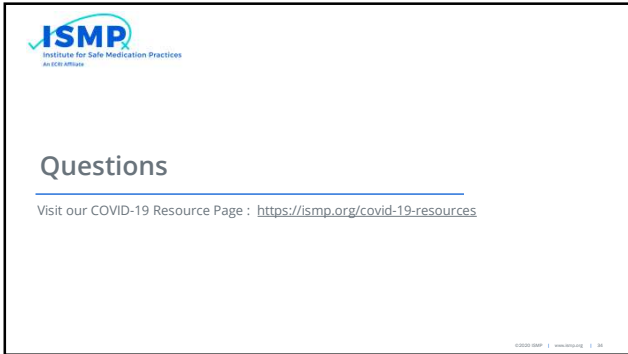 ISMP
Institute for Safe Medication Practices
An ECRI Affiliate
Questions
Visit our COVID-19 Resource Page : https://ismp.org/covid-19-resources
©2020 ISMP | www.ismp.org | 34